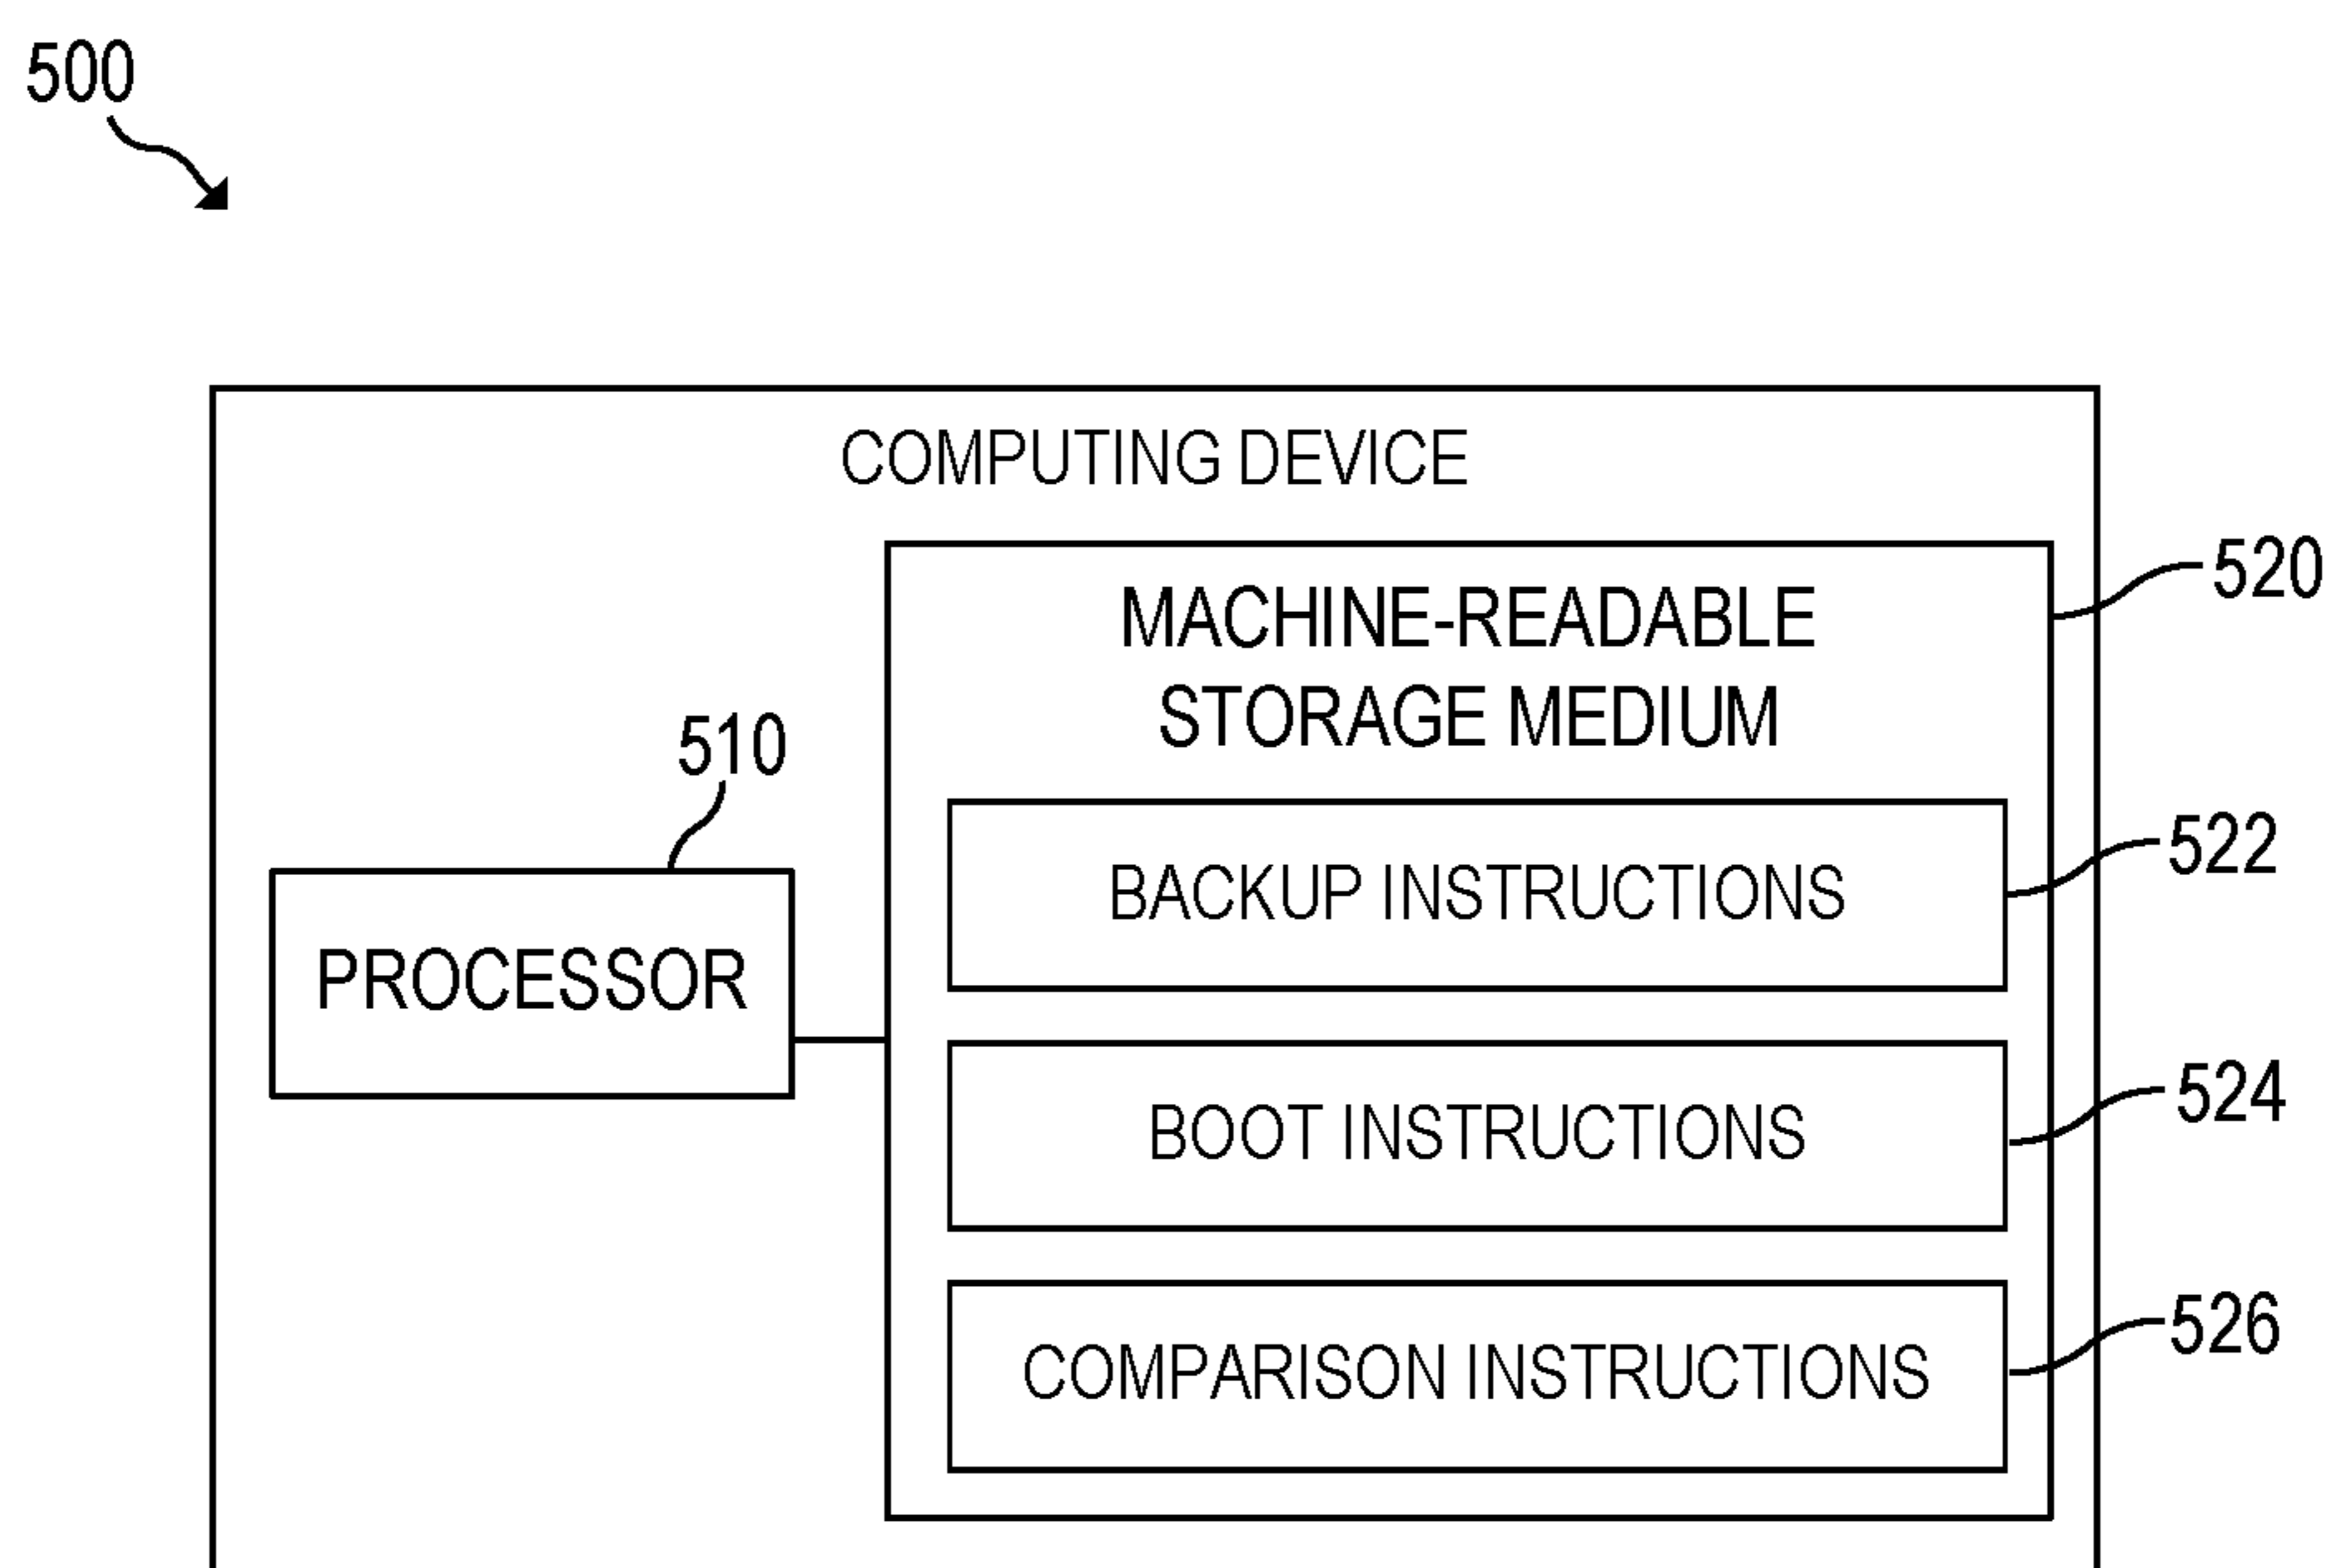 500
COMPUTING DEVICE
520
MACHINE-READABLE
STORAGE MEDIUM
510
522
BACKUP INSTRUCTIONS
PROCESSOR
524
BOOT INSTRUCTIONS
526
COMPARISON INSTRUCTIONS